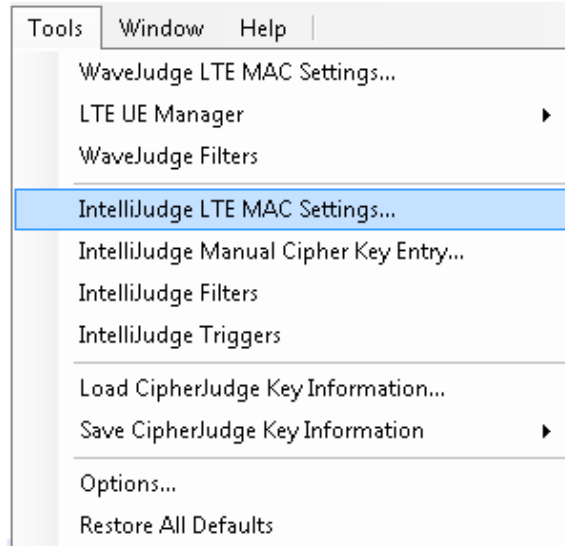 Tools Window Help
WaveJudge LTE MAC Settings...
LTE UE Manager
WaveJudge Filters
IntelliJudge LTE MAC Settings...
IntelliJudge Manual Cipher Key Entry...
IntelliJudge Filters
IntelliJudge Triggers
Load CipherJudge Key Information...
Save CipherJudge Key Information
Options...
Restore All Defaults